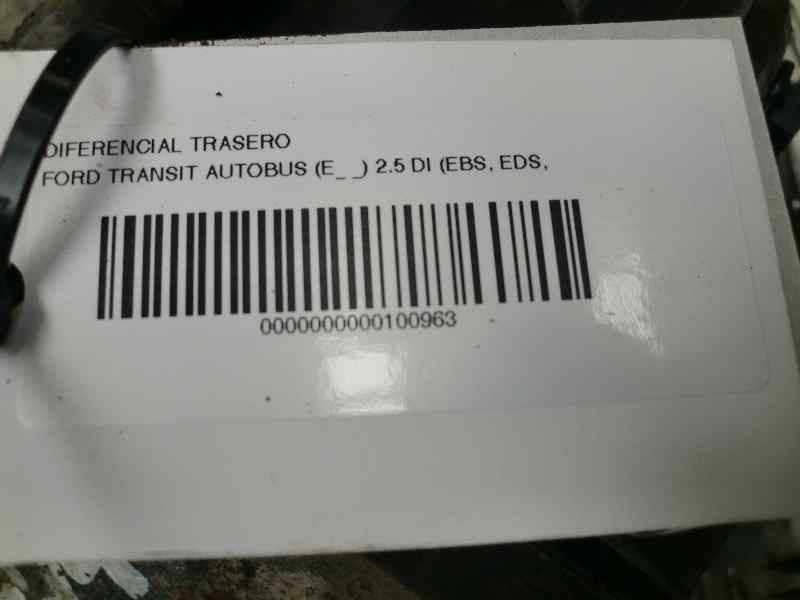 DIFERENCIAL TRASERO
FORD TRANSIT AUTOBUS (E_ _) 2.5 DI (EBS, EDS,
0000000000100963